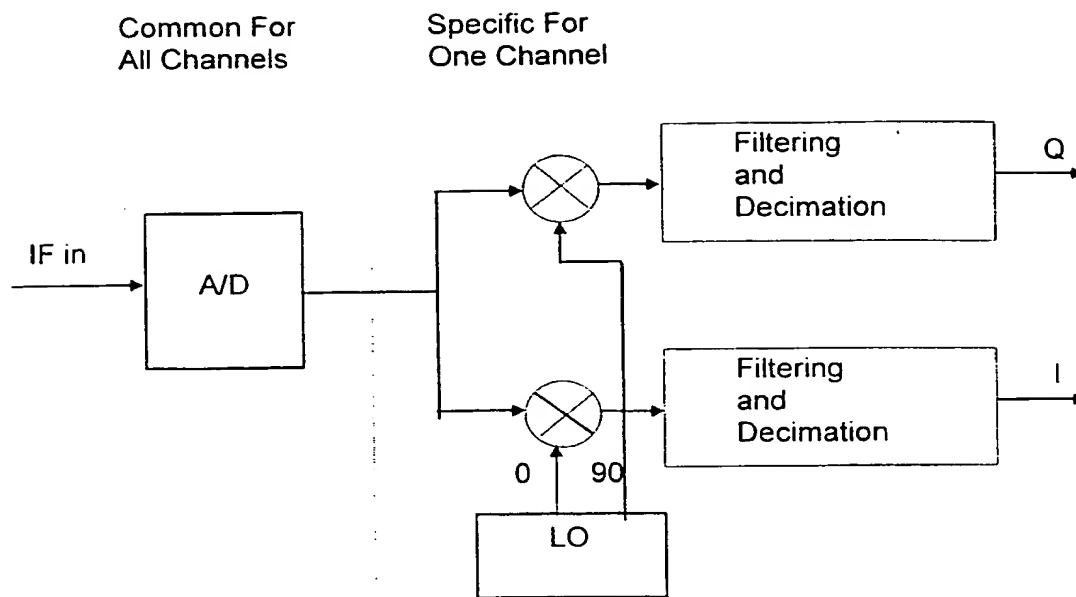 Common For
All Channels
Specific For
One Channel
Filtering
and
Decimation
Q
IF in
A/D
Filtering
and
Decimation
I
0
90
LO